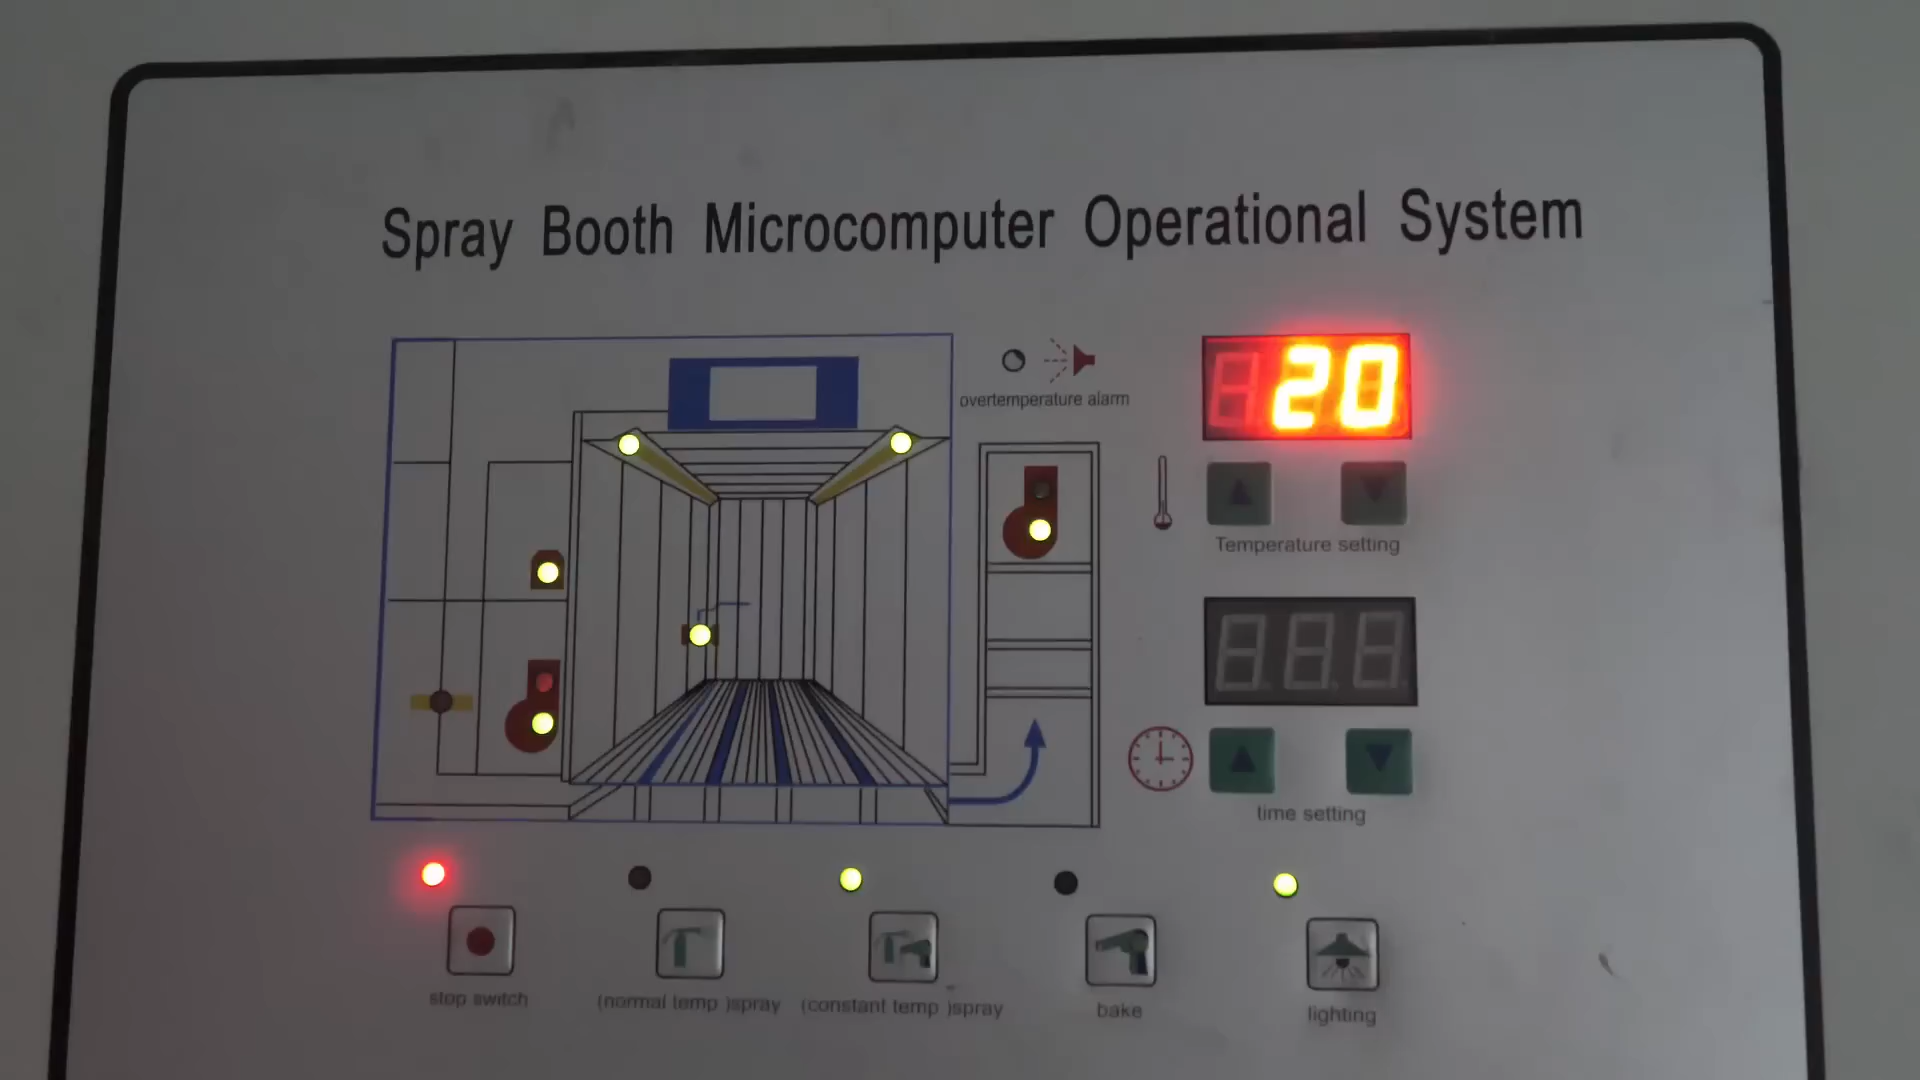 Spray Booth Microcomputer Operational System
overtemperature alarm
20
Temperature setting
time setting
stop switch
(normal temp )spray
(constant temp )spray
bake
lighting